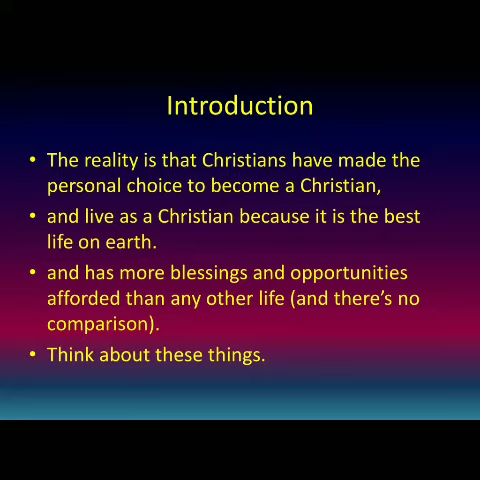 Introduction
• The reality is that Christians have made the
personal choice to become a Christian,
• and live as a Christian because it is the best
life on earth.
• and has more blessings and opportunities
afforded than any other life (and there's no
comparison).
• Think about these things.